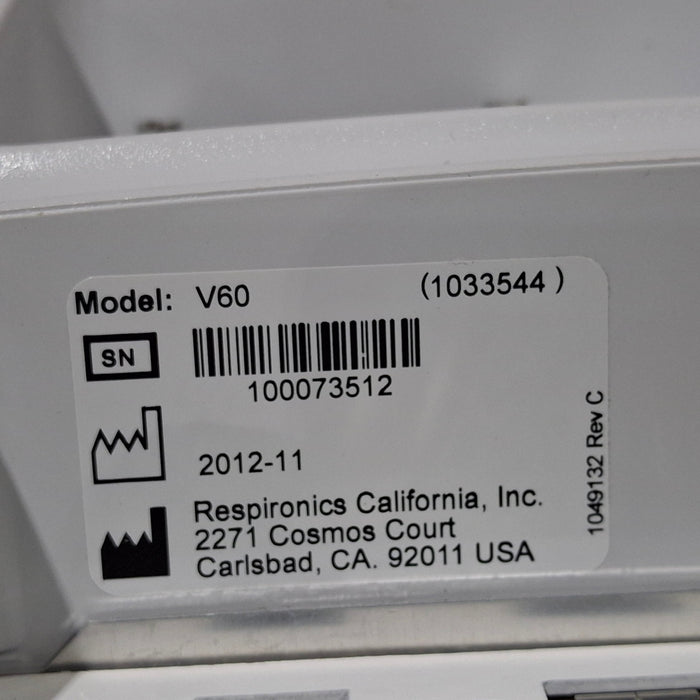 Model: V60 (1033544 )
SN
100073512
2012-11
Respironics California, Inc.
2271 Cosmos Court
Carlsbad, CA. 92011 USA
1049132 Rev C